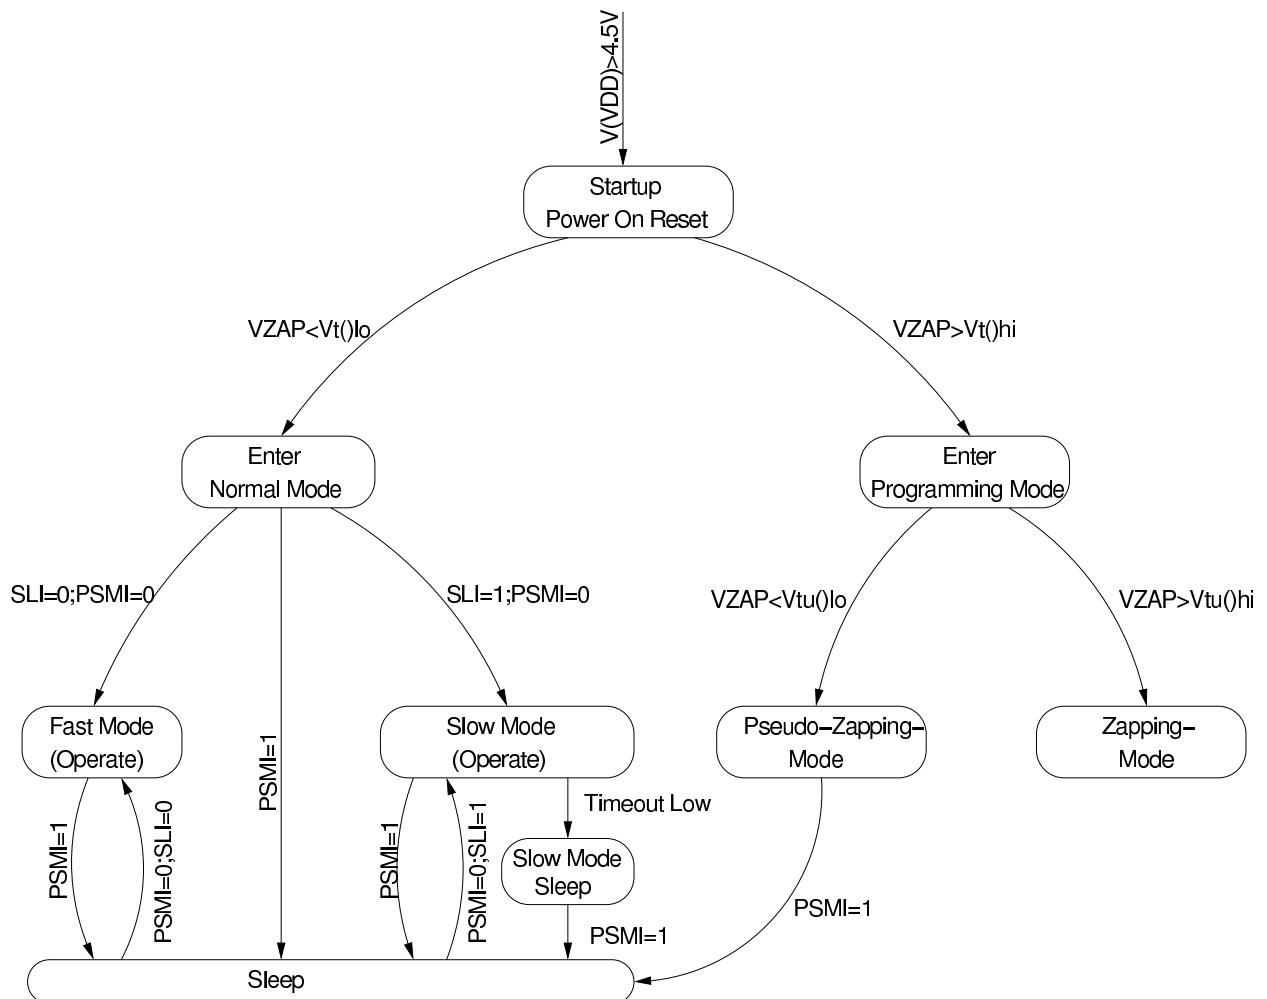 V(VDD)>4.5V
Startup
Power On Reset
VZAP<Vt()lo
VZAP>Vt()hi
Enter
Normal Mode
Enter
Programming Mode
SLI=0;PSMI=0
SLI=1;PSMI=0
VZAP<Vtu()lo
VZAP>Vtu()hi
Fast Mode
(Operate)
Slow Mode
(Operate)
Pseudo–Zapping–
Mode
Zapping–
Mode
PSMI=1
PSMI=0;SLI=0
PSMI=1
PSMI=1
PSMI=0;SLI=1
Timeout Low
Slow Mode
Sleep
PSMI=1
PSMI=1
Sleep